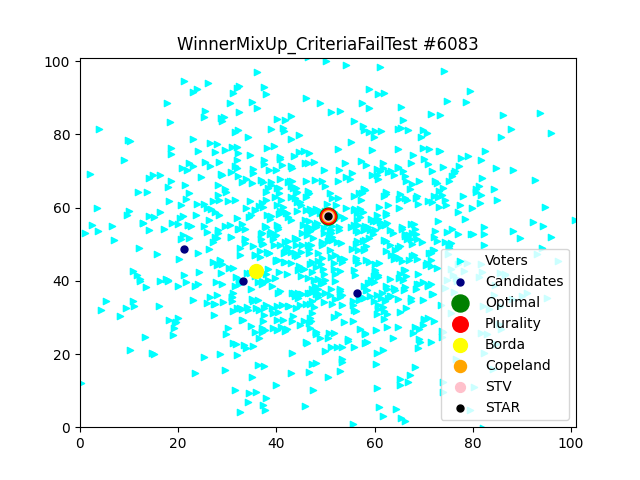 WinnerMixUp_CriteriaFailTest #6083
100
80
60
40
20
0
0 20 40 60 80 100
Voters
Candidates
Optimal
Plurality
Borda
Copeland
STV
STAR